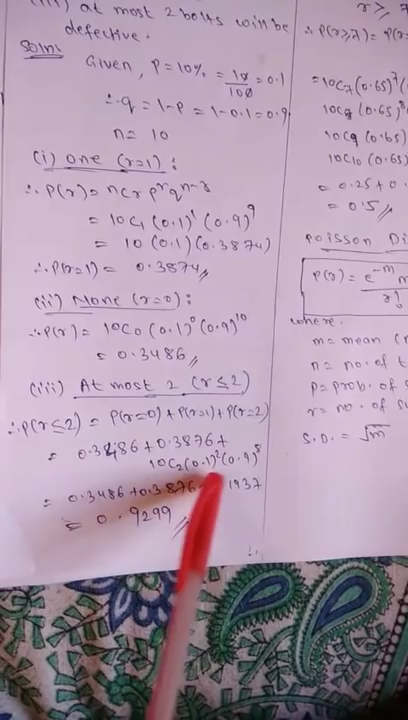 (iii) at most 2 bolts will be
defective.
Soln:
Given, p = 10% = 10/100 = 0.1
∴ q = 1-p = 1-0.1 = 0.9
n = 10
(i) one (r=1):
∴ P(r) = nCr p^r q^n-r
= 10C1 (0.1)^1 (0.9)^9
= 10 (0.1) (0.3874)
∴ P(r=1) = 0.3874
(ii) None (r=0):
∴ P(r) = 10C0 (0.1)^0 (0.9)^10
= 0.3486
(iii) At most 2 (r≤2)
∴ P(r≤2) = P(r=0) + P(r=1) + P(r=2)
= 0.3486 + 0.3876 +
10C2 (0.1)^2 (0.9)^8
= 0.3486 + 0.3876 1937
= 0.9299
r ≥ 7
∴ P(r≥7) = P(r
= 10C7 (0.65)^7
10C8 (0.65)^8
10C9 (0.65)
10C10 (0.65)
= 0.25 + 0.
= 0.5
Poisson Di
P(r) = e^-m m / r!
where,
m = mean (
n = no. of t
p = prob. of
r = no. of s
S.D. = √m